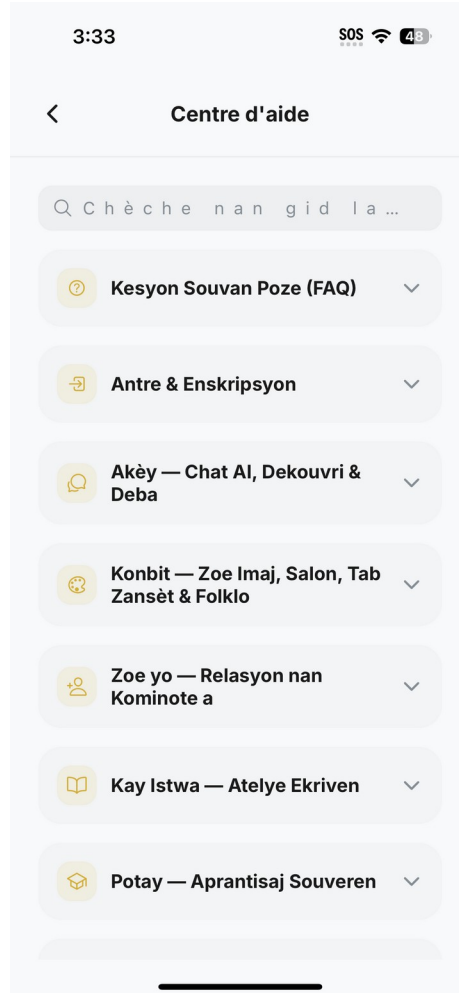 3:33
SOS
48
Centre d'aide
Chèche nan gid la...
Kesyon Souvan Poze (FAQ)
Antre & Enskripsyon
Akèy — Chat AI, Dekouvri &
Deba
Konbit — Zoe Imaj, Salon, Tab
Zansèt & Folklo
Zoe yo — Relasyon nan
Kominote a
Kay Istwa — Atelye Ekriven
Potay — Aprantisaj Souveren